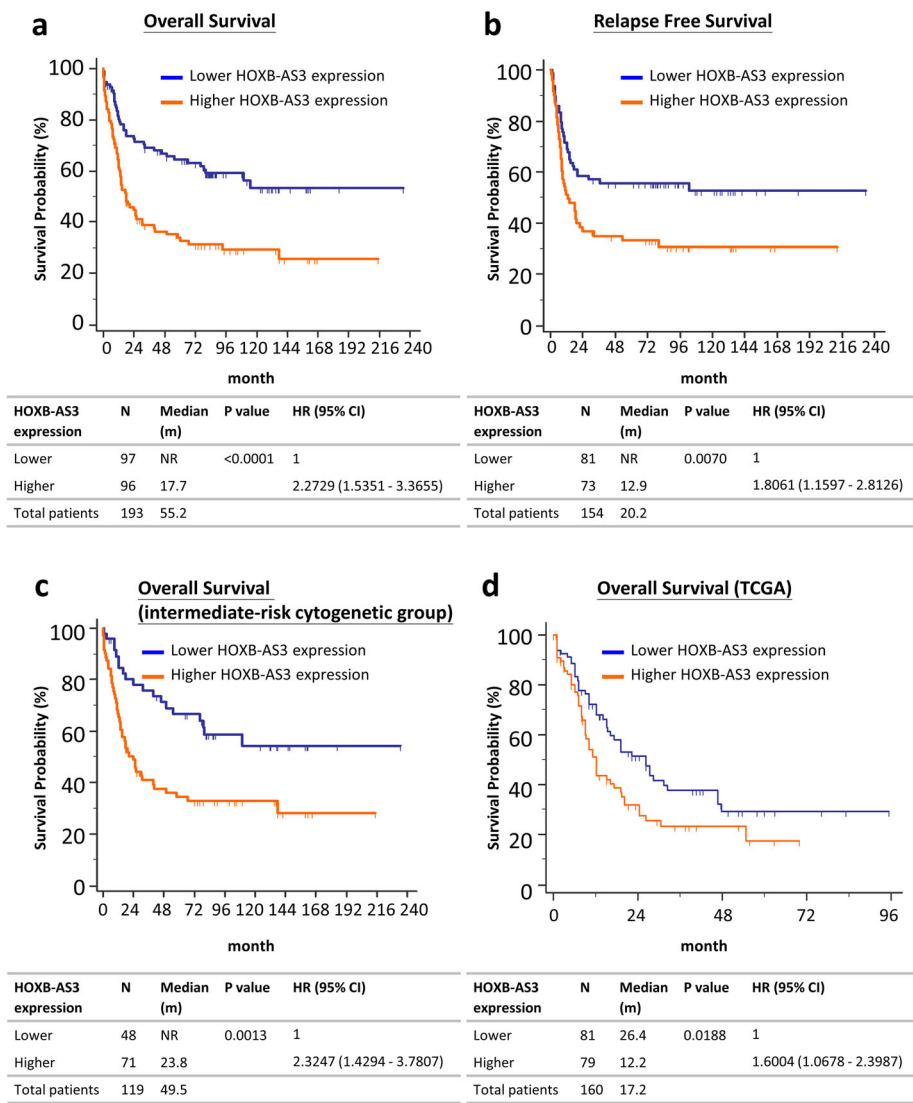 a
Overall Survival
100
80
60
40
20
0
Survival Probability (%)
Lower HOXB-AS3 expression
Higher HOXB-AS3 expression
0 24 48 72 96 120 144 168 192 216 240
month
HOXB-AS3 expression N Median (m) P value HR (95% CI)
Lower 97 NR <0.0001 1
Higher 96 17.7 2.2729 (1.5351 - 3.3655)
Total patients 193 55.2
b
Relapse Free Survival
100
80
60
40
20
0
Survival Probability (%)
Lower HOXB-AS3 expression
Higher HOXB-AS3 expression
0 24 48 72 96 120 144 168 192 216 240
month
HOXB-AS3 expression N Median (m) P value HR (95% CI)
Lower 81 NR 0.0070 1
Higher 73 12.9 1.8061 (1.1597 - 2.8126)
Total patients 154 20.2
c
Overall Survival
(intermediate-risk cytogenetic group)
100
80
60
40
20
0
Survival Probability (%)
Lower HOXB-AS3 expression
Higher HOXB-AS3 expression
0 24 48 72 96 120 144 168 192 216 240
month
HOXB-AS3 expression N Median (m) P value HR (95% CI)
Lower 48 NR 0.0013 1
Higher 71 23.8 2.3247 (1.4294 - 3.7807)
Total patients 119 49.5
d
Overall Survival (TCGA)
100
80
60
40
20
0
Survival Probability (%)
Lower HOXB-AS3 expression
Higher HOXB-AS3 expression
0 24 48 72 96
month
HOXB-AS3 expression N Median (m) P value HR (95% CI)
Lower 81 26.4 0.0188 1
Higher 79 12.2 1.6004 (1.0678 - 2.3987)
Total patients 160 17.2